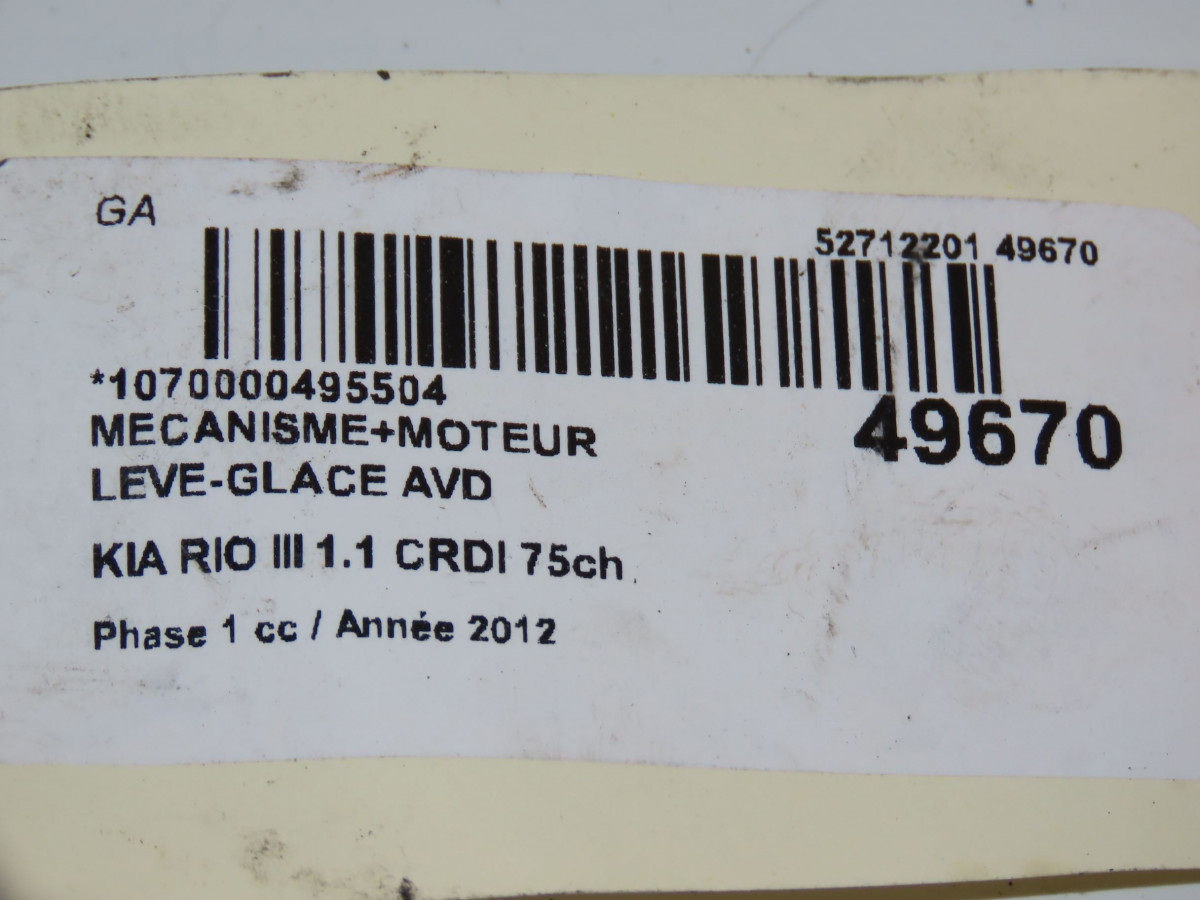 GA
52712201 49670
*1070000495504
49670
MECANISME+MOTEUR
LEVE-GLACE AVD
KIA RIO III 1.1 CRDI 75ch
Phase 1 cc / Année 2012